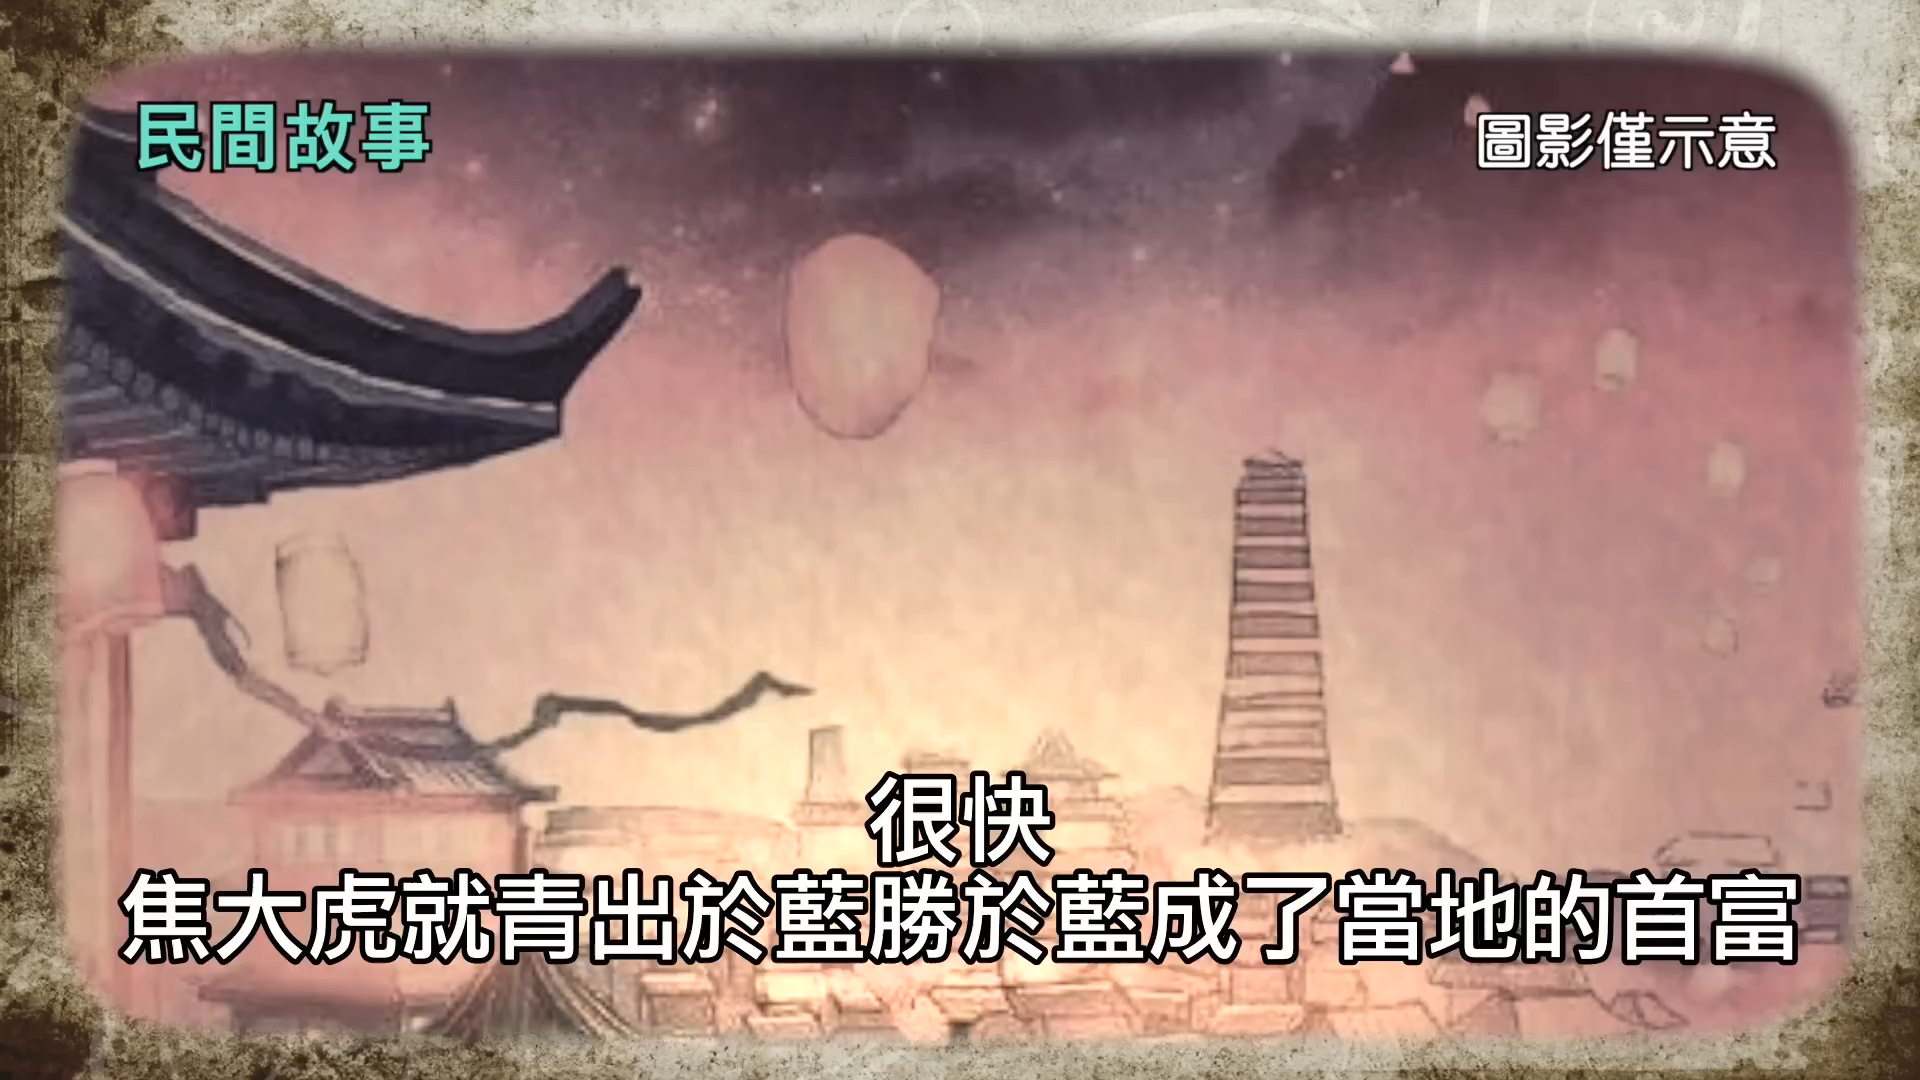 民間故事
圖影僅示意
很快
焦大虎就青出於藍勝於藍成了當地的首富